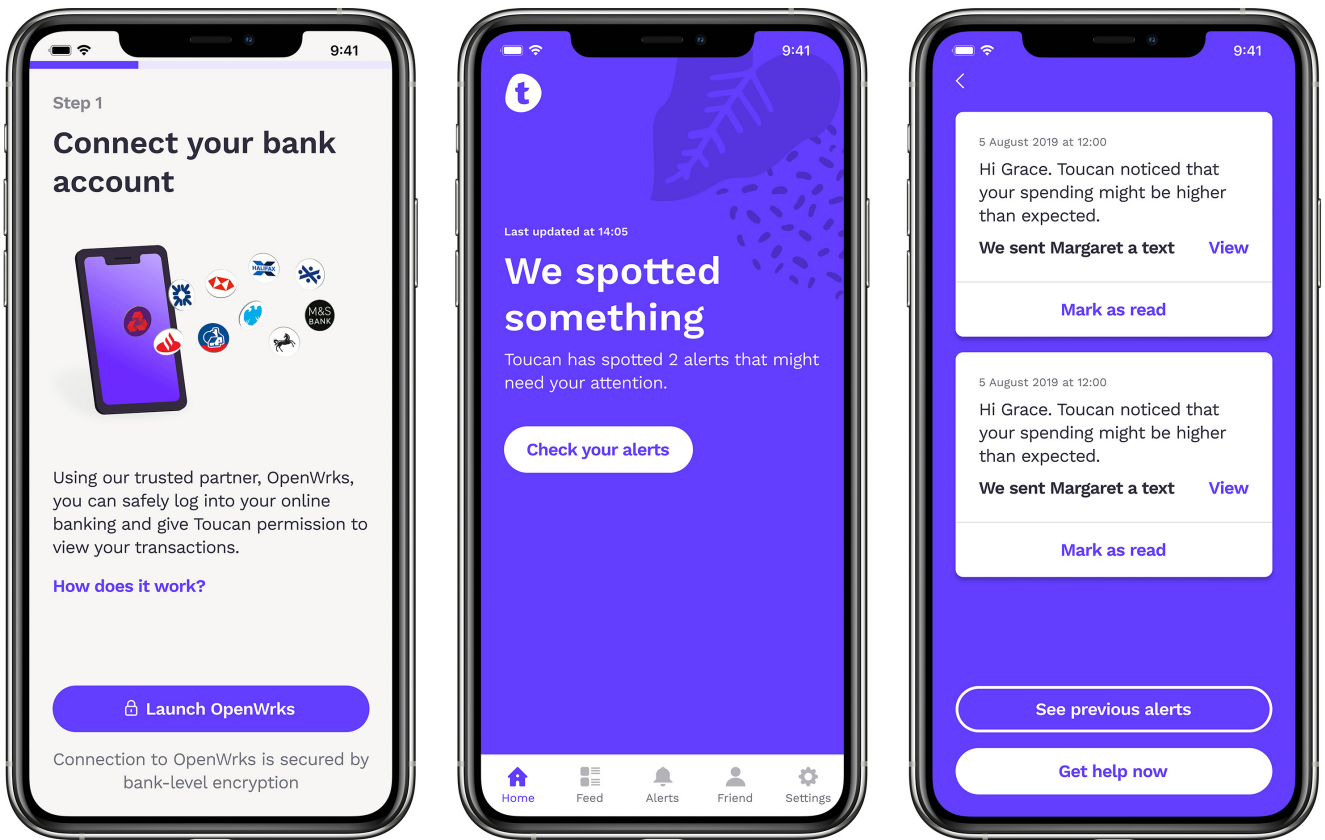 9:41
Step 1
Connect your bank
account
HALIFAX
M&S
BANK
Using our trusted partner, OpenWrks,
you can safely log into your online
banking and give Toucan permission to
view your transactions.
How does it work?
Launch OpenWrks
Connection to OpenWrks is secured by
bank-level encryption
9:41
t
Last updated at 14:05
We spotted
something
Toucan has spotted 2 alerts that might
need your attention.
Check your alerts
Home Feed Alerts Friend Settings
9:41
5 August 2019 at 12:00
Hi Grace. Toucan noticed that
your spending might be higher
than expected.
We sent Margaret a text View
Mark as read
5 August 2019 at 12:00
Hi Grace. Toucan noticed that
your spending might be higher
than expected.
We sent Margaret a text View
Mark as read
See previous alerts
Get help now